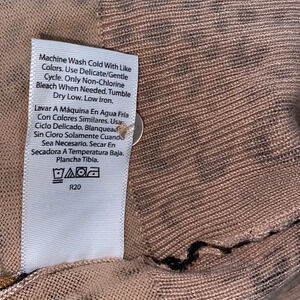 Machine Wash Cold With Like
Colors. Use Delicate/Gentle
Cycle. Only Non-Chlorine
Bleach When Needed. Tumble
Dry Low, Low Iron.
Lavar A Máquina En Agua Fría
Con Colores Similares. Usar
Ciclo Delicado. Blanquear
Sin Cloro Solamente Cuando
Sea Necesario. Secar En
Secadora A Temperatura Baja.
Plancha Tibia.
R20